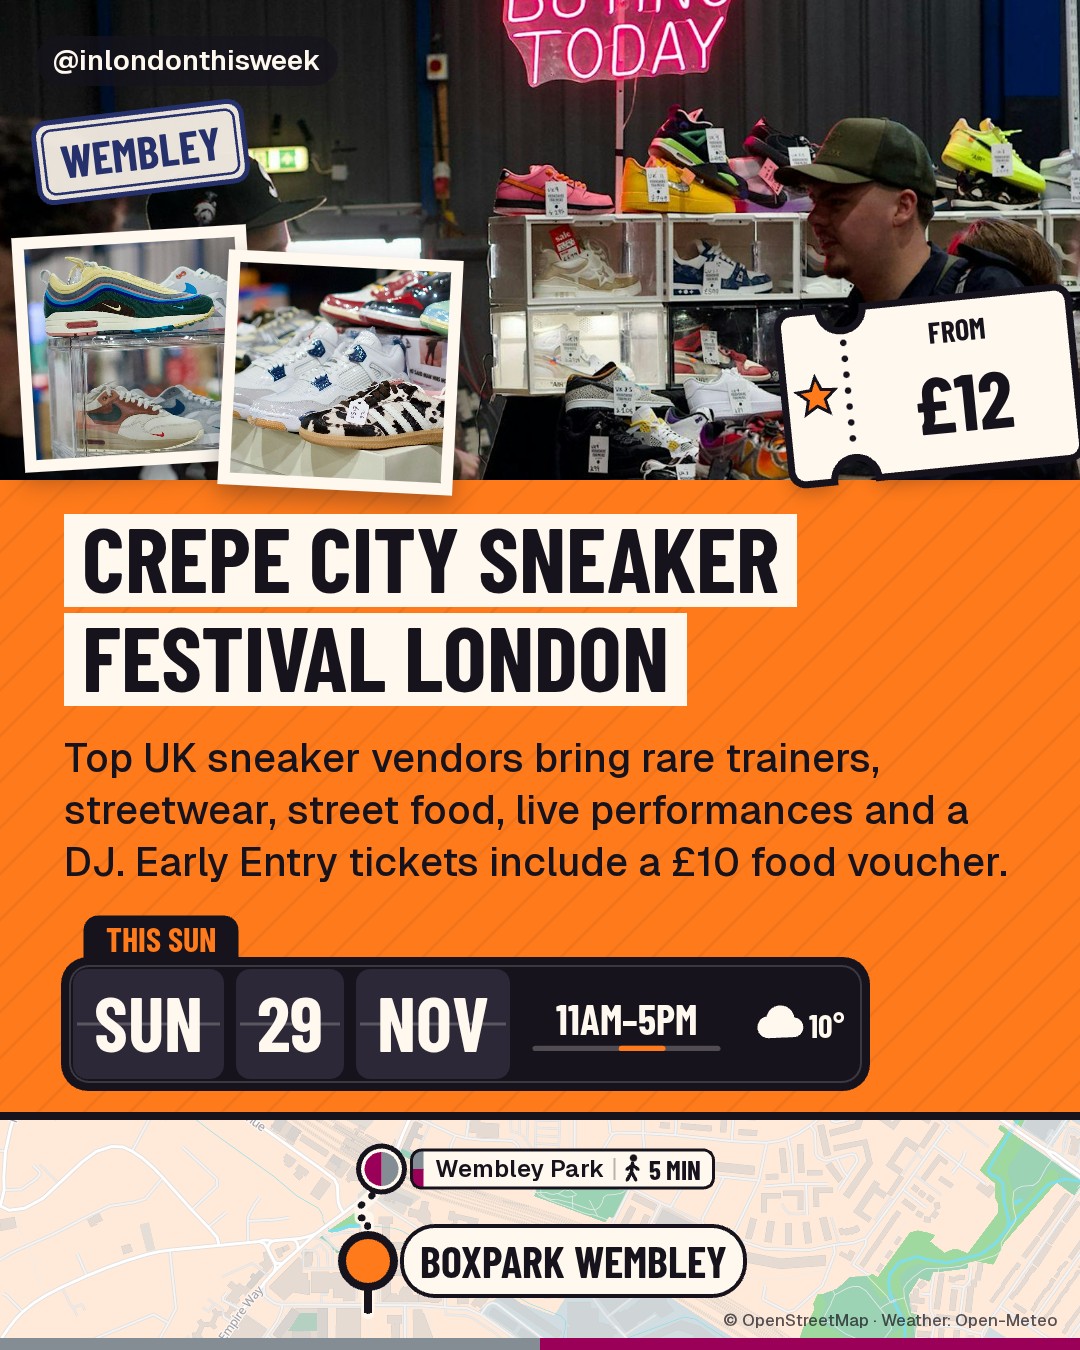 BUYING
TODAY
@inlondonthisweek
WEMBLEY
sale
FROM
£12
CREPE CITY SNEAKER
FESTIVAL LONDON
Top UK sneaker vendors bring rare trainers,
streetwear, street food, live performances and a
DJ. Early Entry tickets include a £10 food voucher.
THIS SUN
SUN 29 NOV 11AM–5PM 10°
Wembley Park 5 MIN
BOXPARK WEMBLEY
Empire Way
© OpenStreetMap · Weather: Open-Meteo